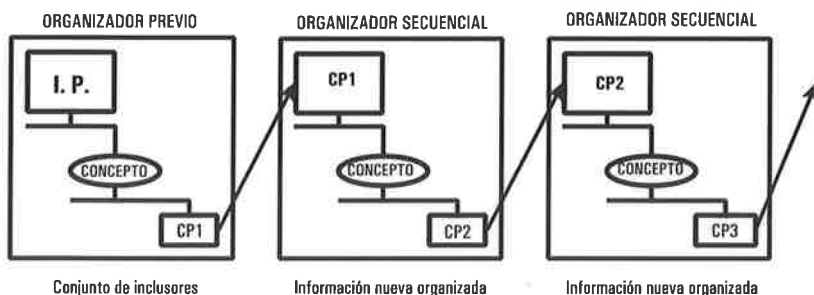 ORGANIZADOR PREVIO
ORGANIZADOR SECUENCIAL
ORGANIZADOR SECUENCIAL
I. P.
CONCEPTO
CP1
CP1
CONCEPTO
CP2
CP2
CONCEPTO
CP3
Conjunto de inclusores
Información nueva organizada
Información nueva organizada